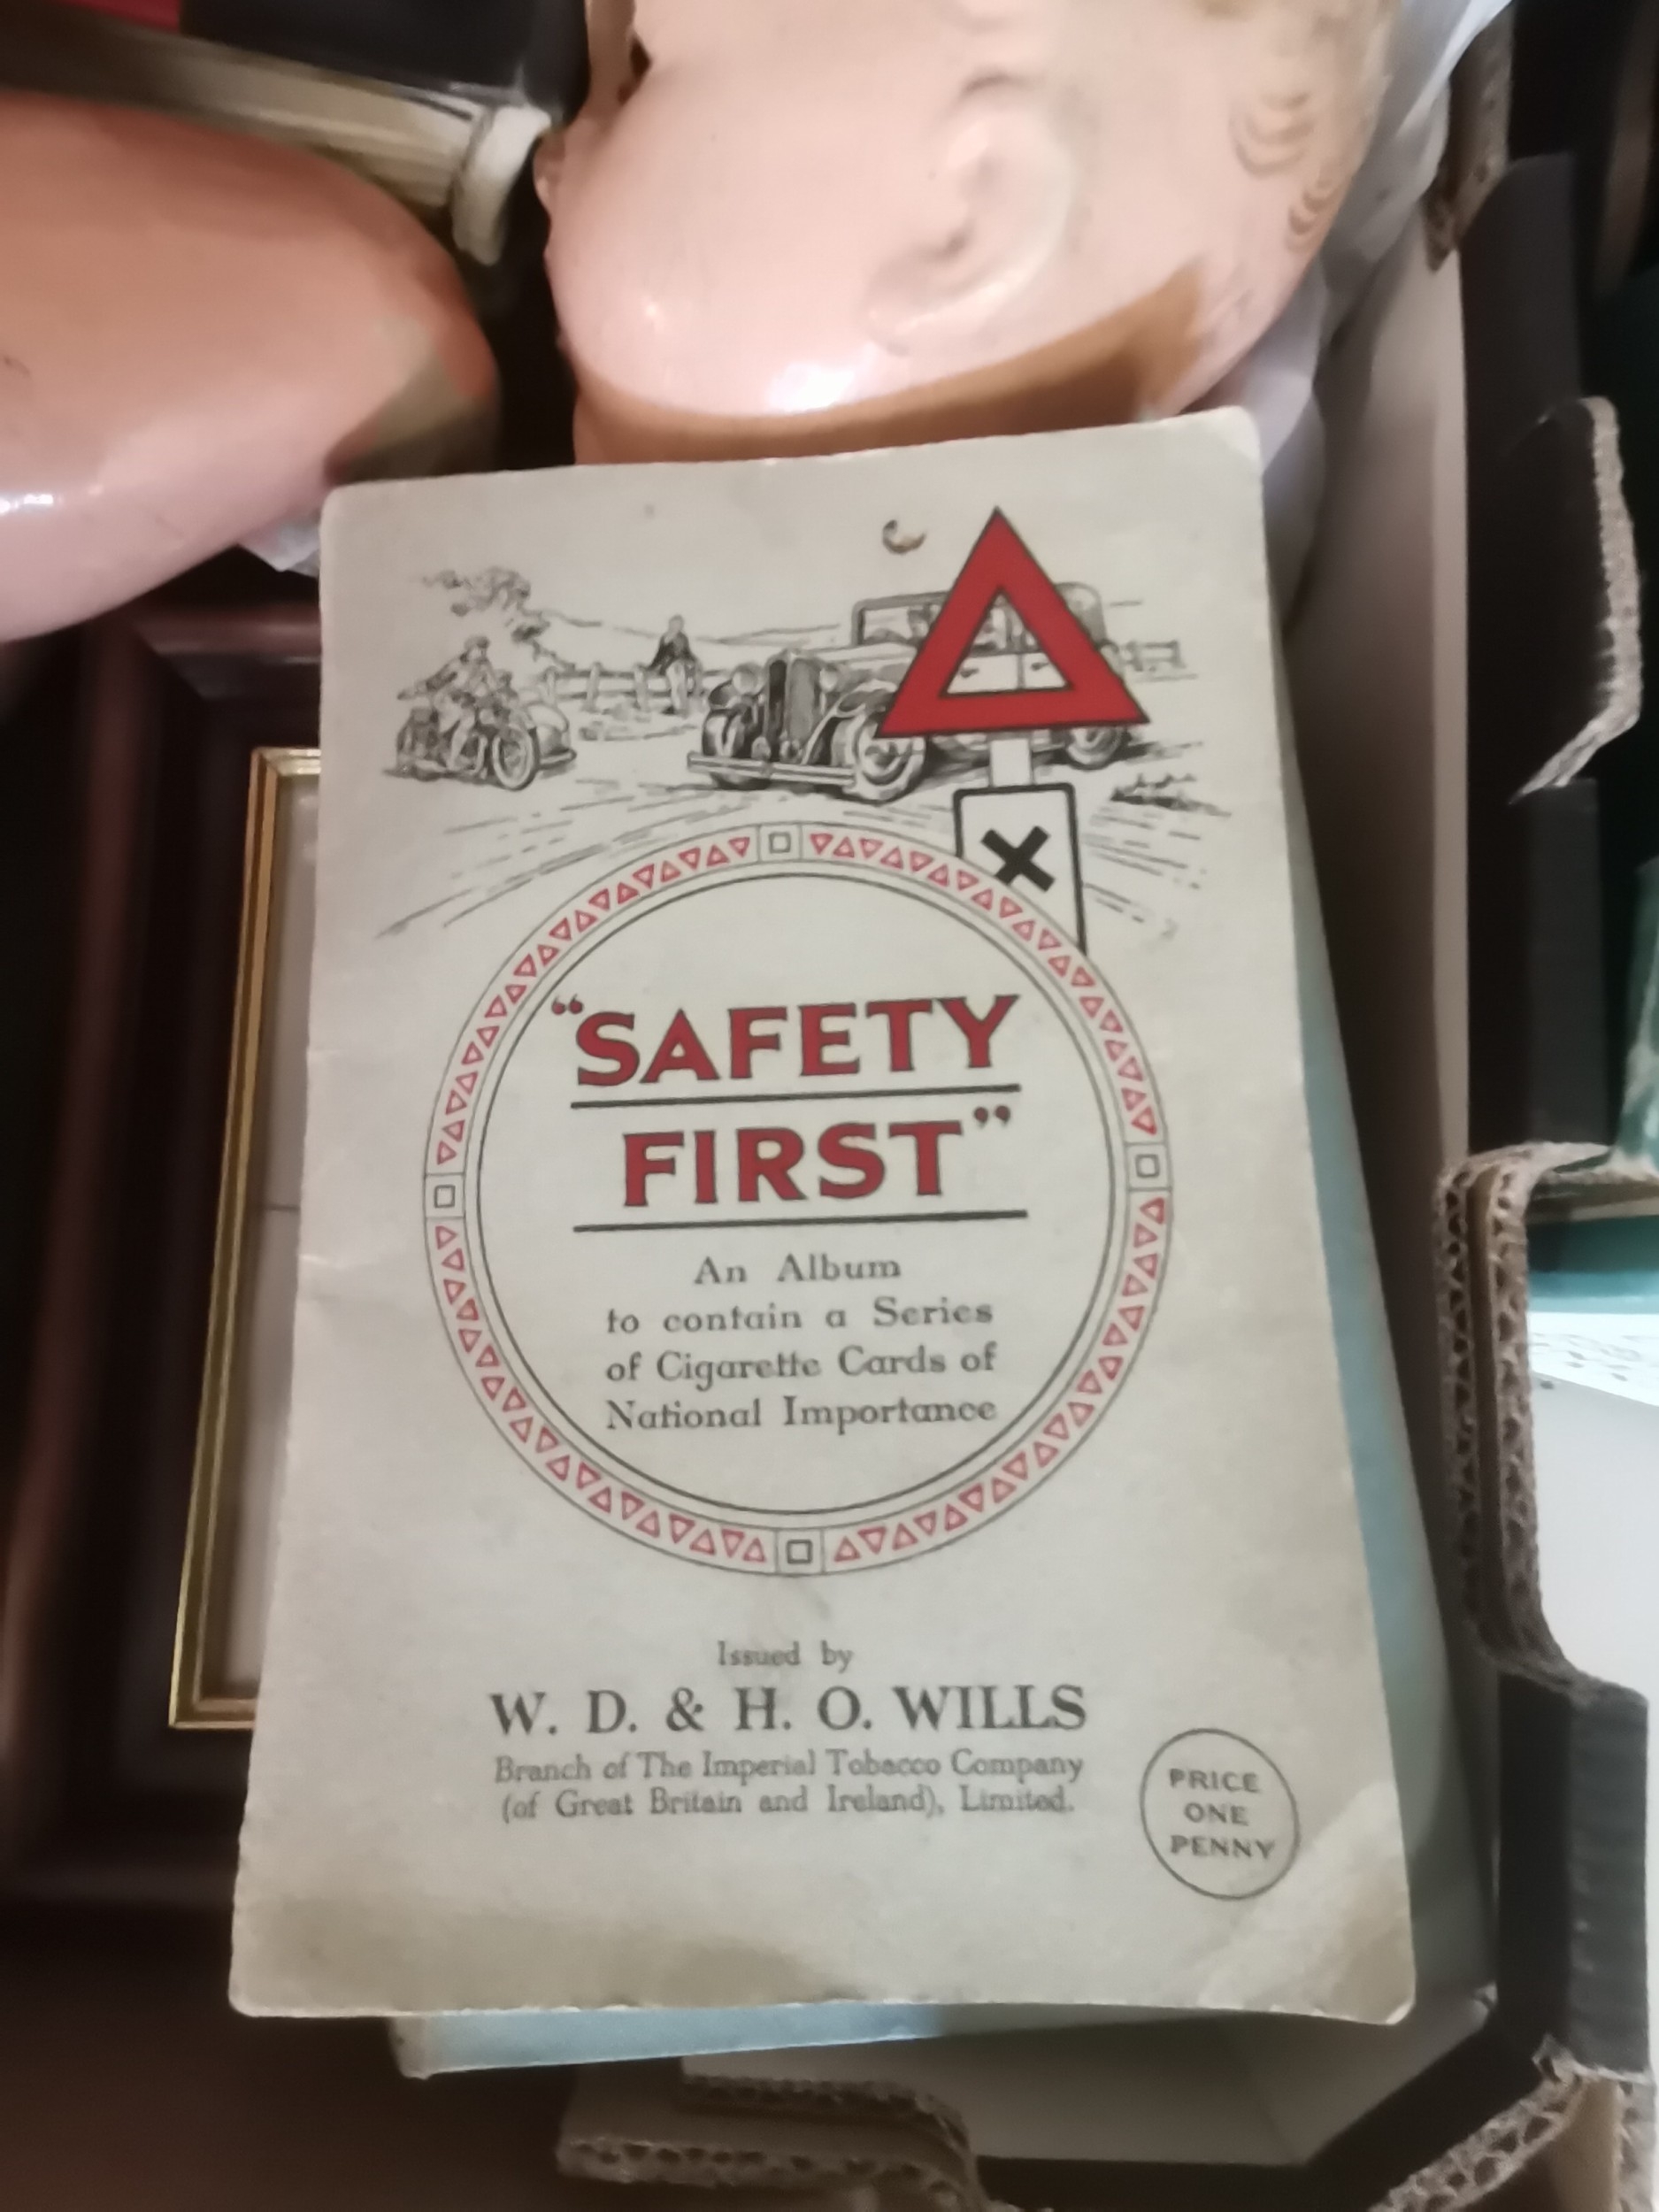 “SAFETY
FIRST”
An Album
to contain a Series
of Cigarette Cards of
National Importance
Issued by
W. D. & H. O. WILLS
Branch of The Imperial Tobacco Company
(of Great Britain and Ireland), Limited.
PRICE
ONE
PENNY